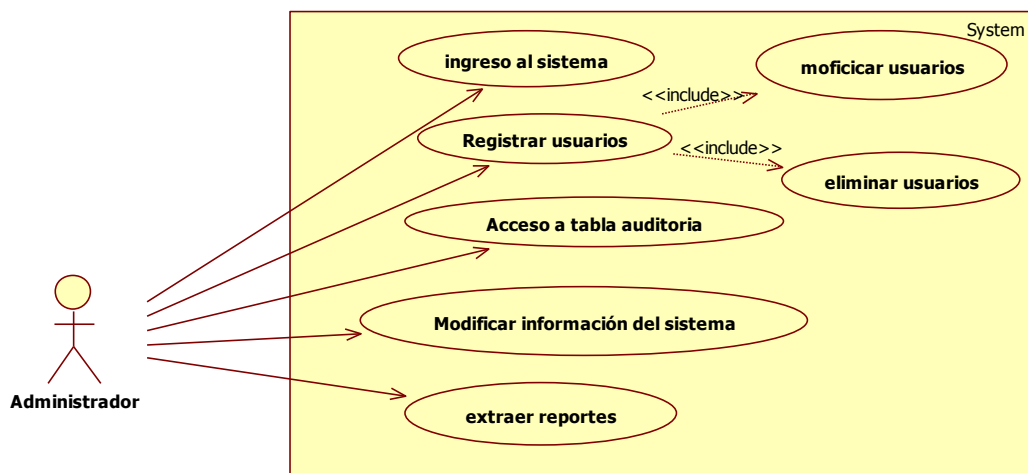 System
ingreso al sistema
moficicar usuarios
<<include>>
Registrar usuarios
<<include>>
eliminar usuarios
Acceso a tabla auditoria
Modificar información del sistema
Administrador
extraer reportes